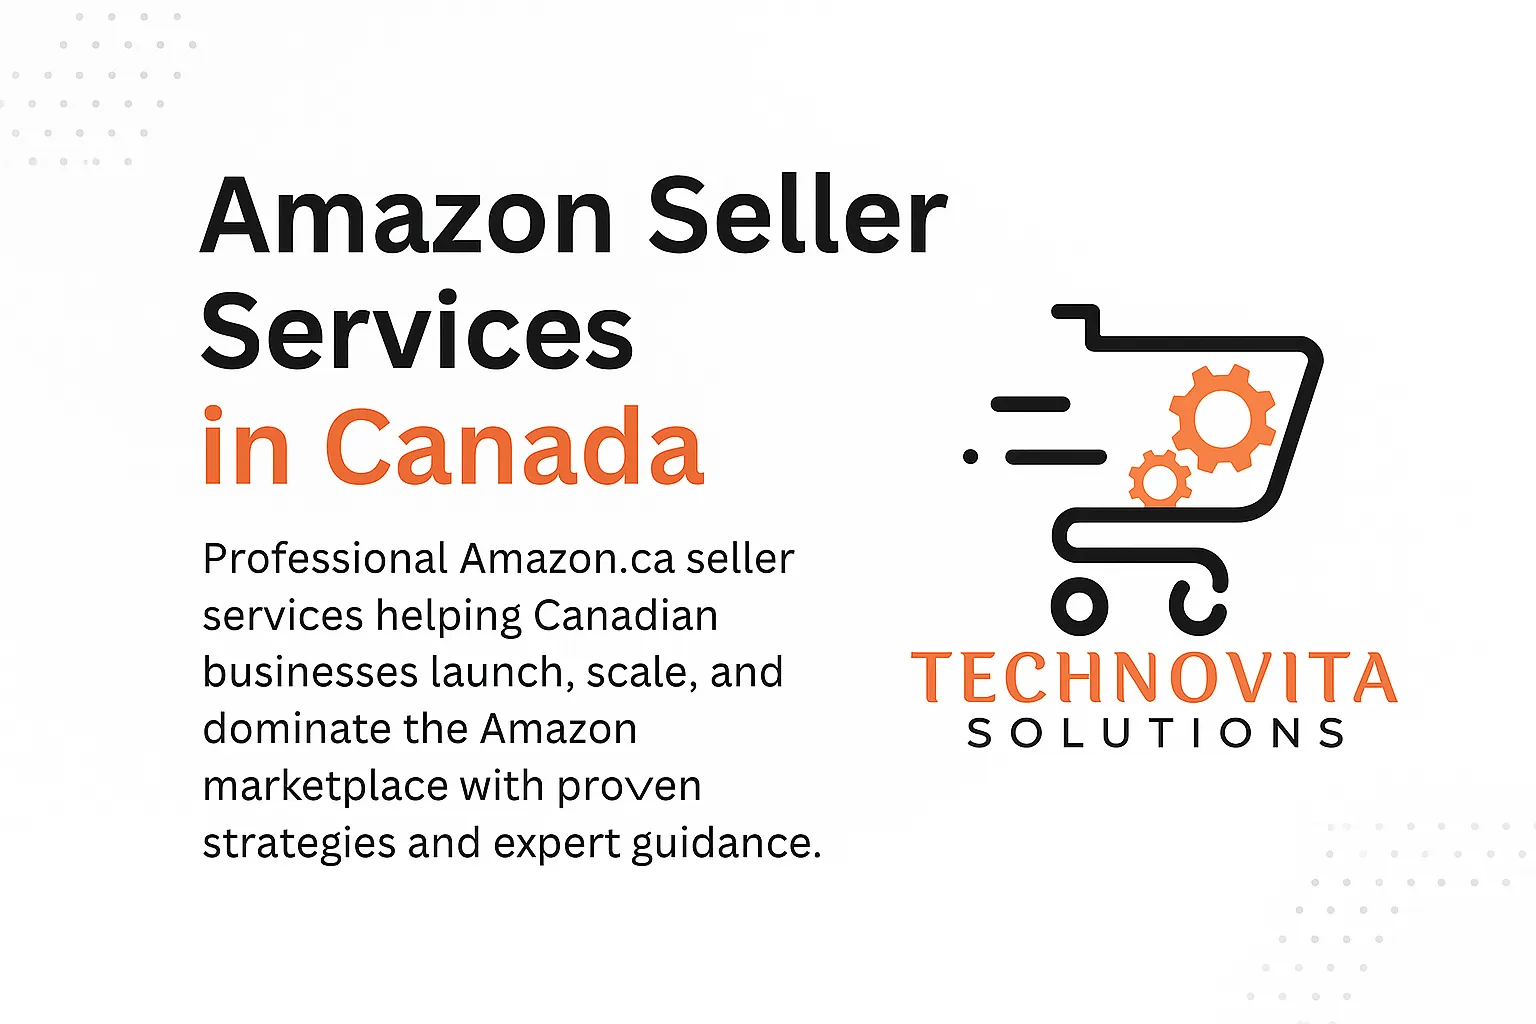 Amazon Seller
Services
in Canada
Professional Amazon.ca seller
services helping Canadian
businesses launch, scale, and
dominate the Amazon
marketplace with proven
strategies and expert guidance.
TECHNOVITA
SOLUTIONS